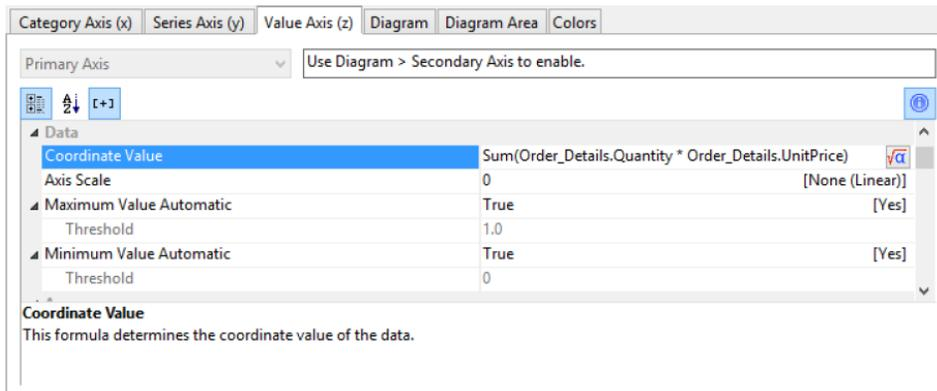 Category Axis (x) Series Axis (y) Value Axis (z) Diagram Diagram Area Colors
Primary Axis Use Diagram > Secondary Axis to enable.
Data
Coordinate Value Sum(Order_Details.Quantity * Order_Details.UnitPrice)
Axis Scale 0 [None (Linear)]
Maximum Value Automatic True [Yes]
Threshold 1.0
Minimum Value Automatic True [Yes]
Threshold 0
Coordinate Value
This formula determines the coordinate value of the data.